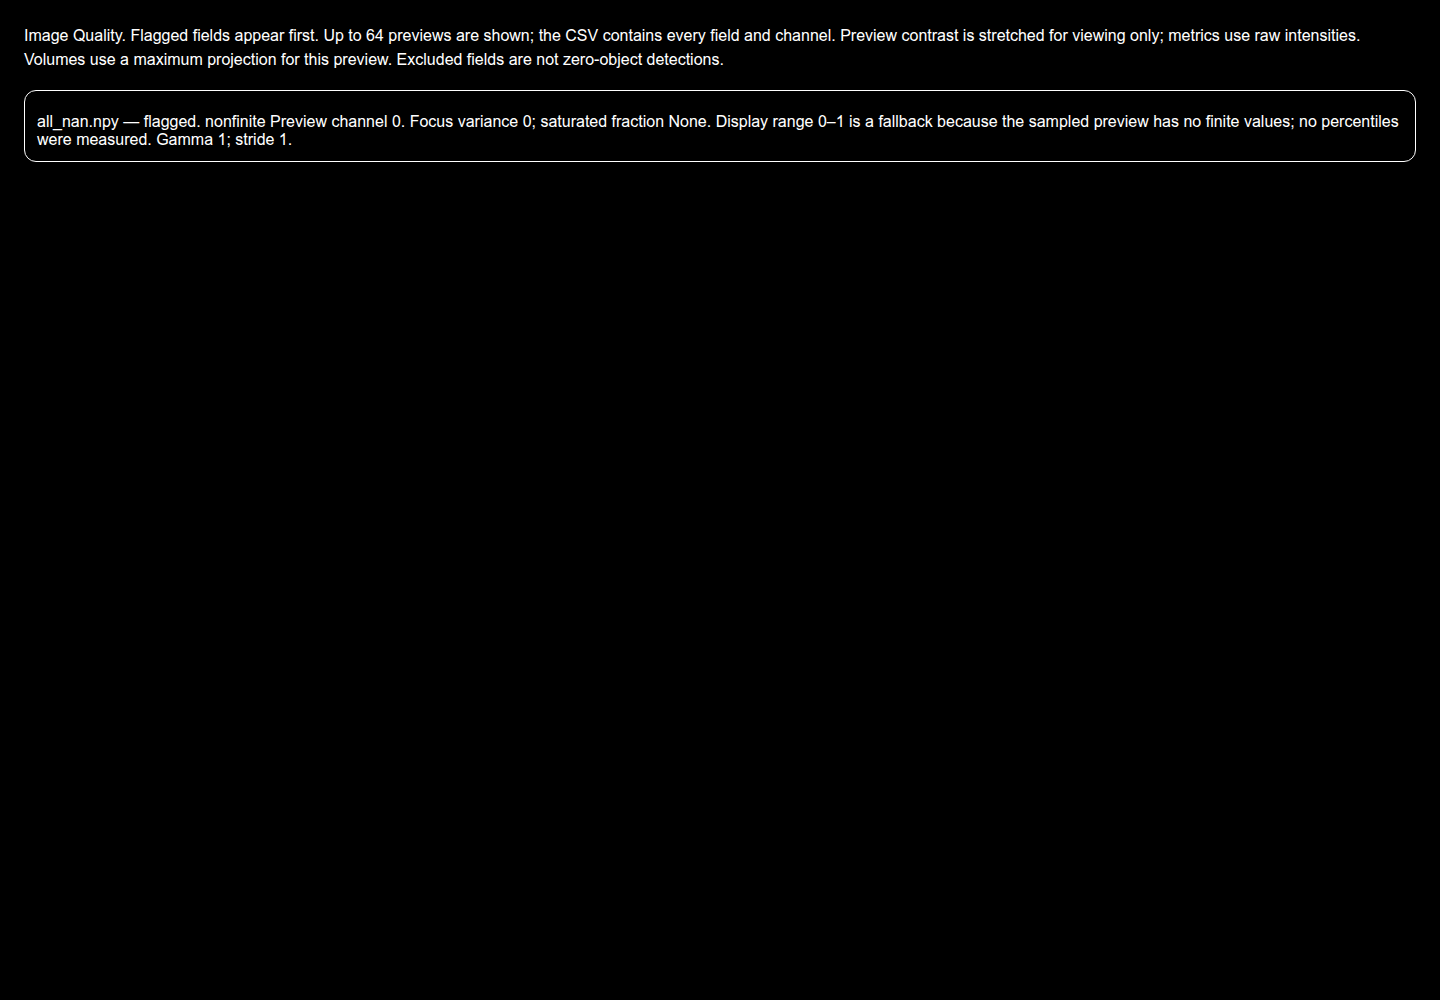 Image Quality. Flagged fields appear first. Up to 64 previews are shown; the CSV contains every field and channel. Preview contrast is stretched for viewing only; metrics use raw intensities.
Volumes use a maximum projection for this preview. Excluded fields are not zero-object detections.
all_nan.npy — flagged. nonfinite Preview channel 0. Focus variance 0; saturated fraction None. Display range 0–1 is a fallback because the sampled preview has no finite values; no percentiles
were measured. Gamma 1; stride 1.